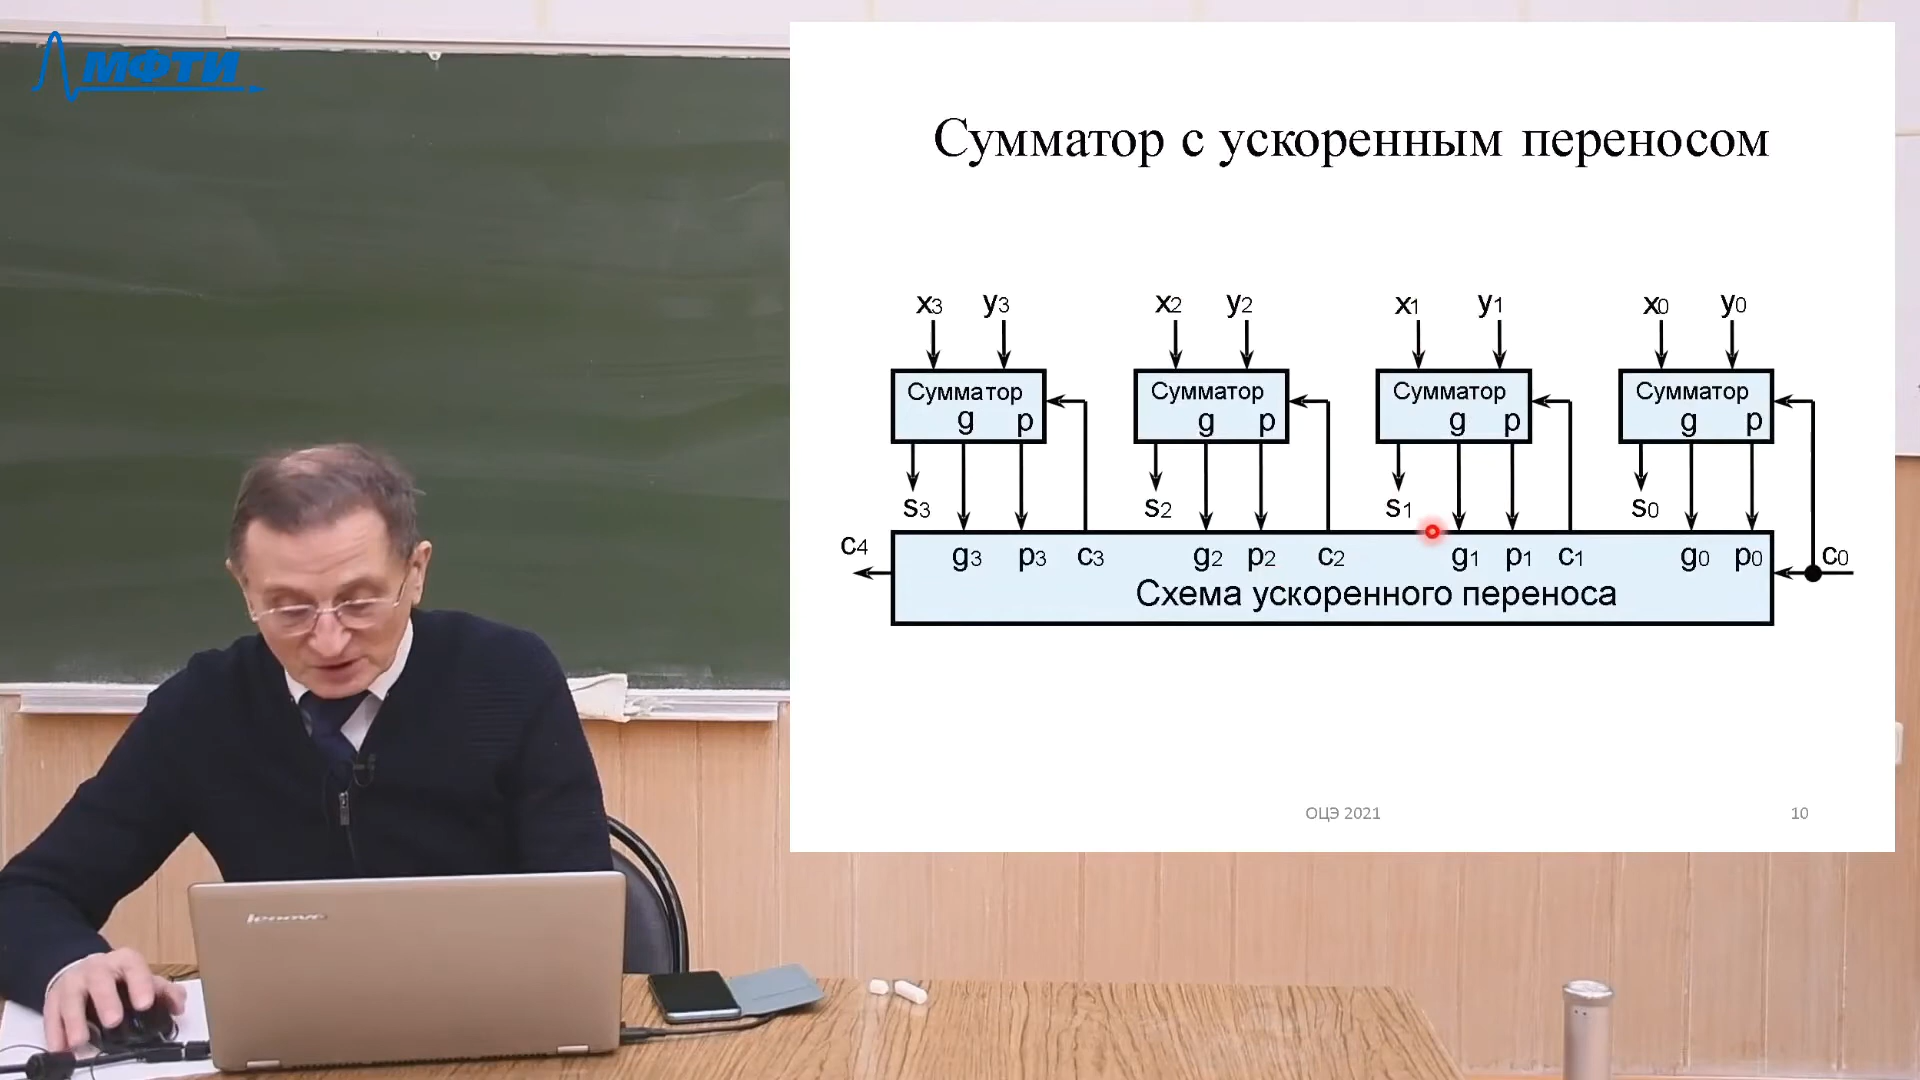 МФТИ
Сумматор с ускоренным переносом
x3 y3 x2 y2 x1 y1 x0 y0
Сумматор Сумматор Сумматор Сумматор
g p g p g p g p
s3 s2 s1 s0
c4 g3 p3 c3 g2 p2 c2 g1 p1 c1 g0 p0 c0
Схема ускоренного переноса
ОЦЭ 2021 10
lenovo